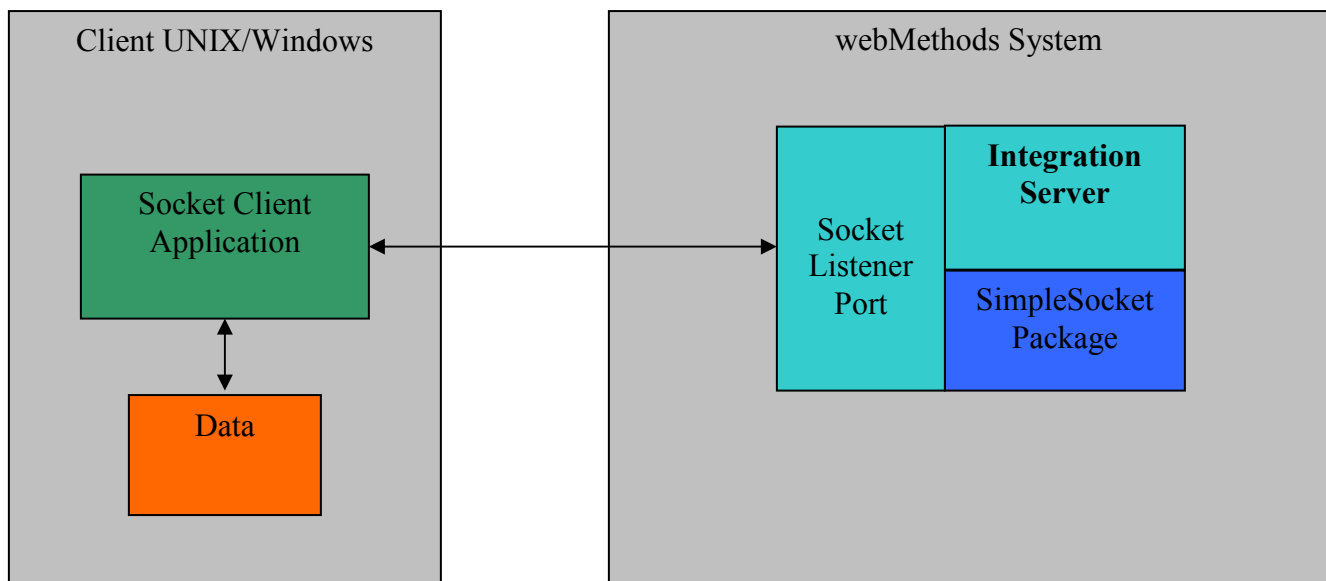 Client UNIX/Windows
Socket Client
Application
Data
webMethods System
Socket
Listener
Port
Integration
Server
SimpleSocket
Package